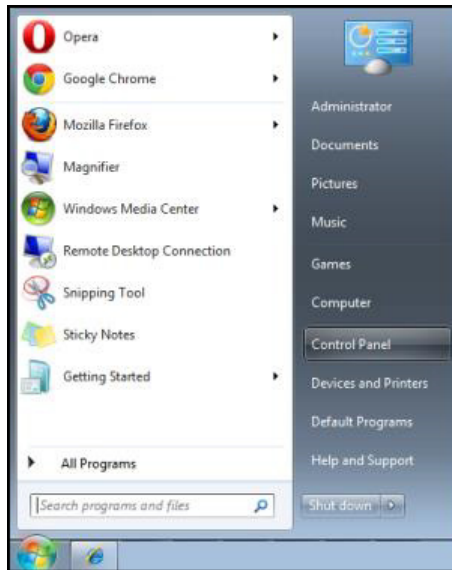 Opera
Google Chrome
Mozilla Firefox
Magnifier
Windows Media Center
Remote Desktop Connection
Snipping Tool
Sticky Notes
Getting Started
All Programs
Search programs and files
Administrator
Documents
Pictures
Music
Games
Computer
Control Panel
Devices and Printers
Default Programs
Help and Support
Shut down